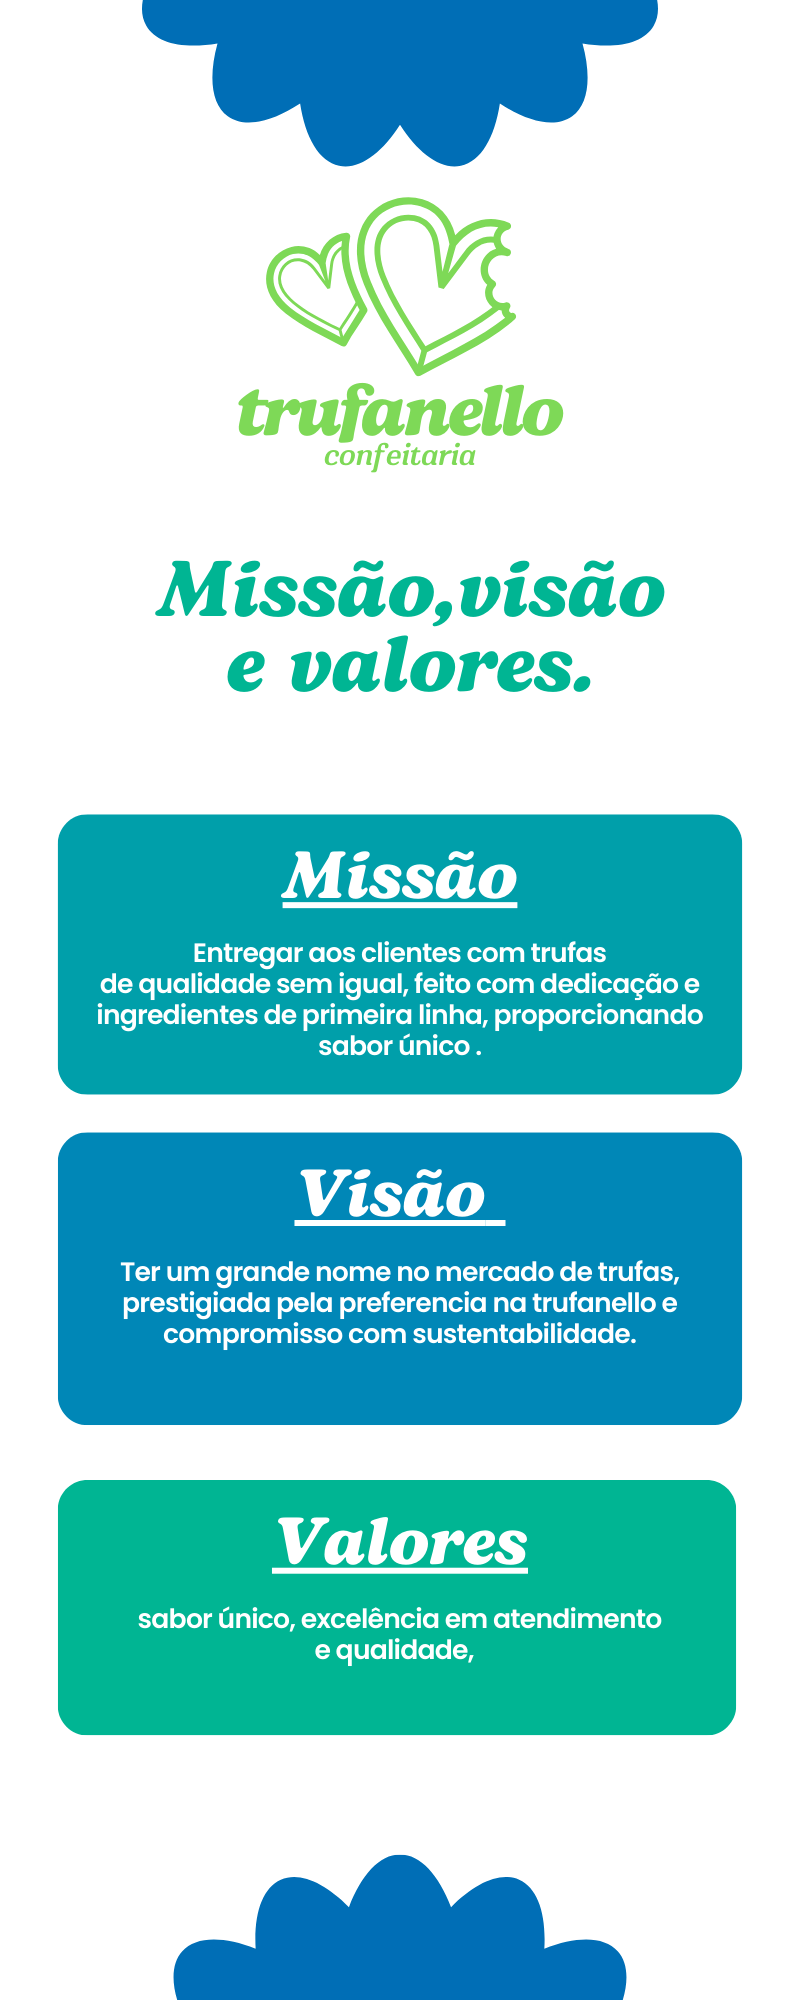 trufanello
confeitaria
Missão,visão
e valores.
Missão
Entregar aos clientes com trufas
de qualidade sem igual, feito com dedicação e
ingredientes de primeira linha, proporcionando
sabor único .
Visão
Ter um grande nome no mercado de trufas,
prestigiada pela preferencia na trufanello e
compromisso com sustentabilidade.
Valores
sabor único, excelência em atendimento
e qualidade,